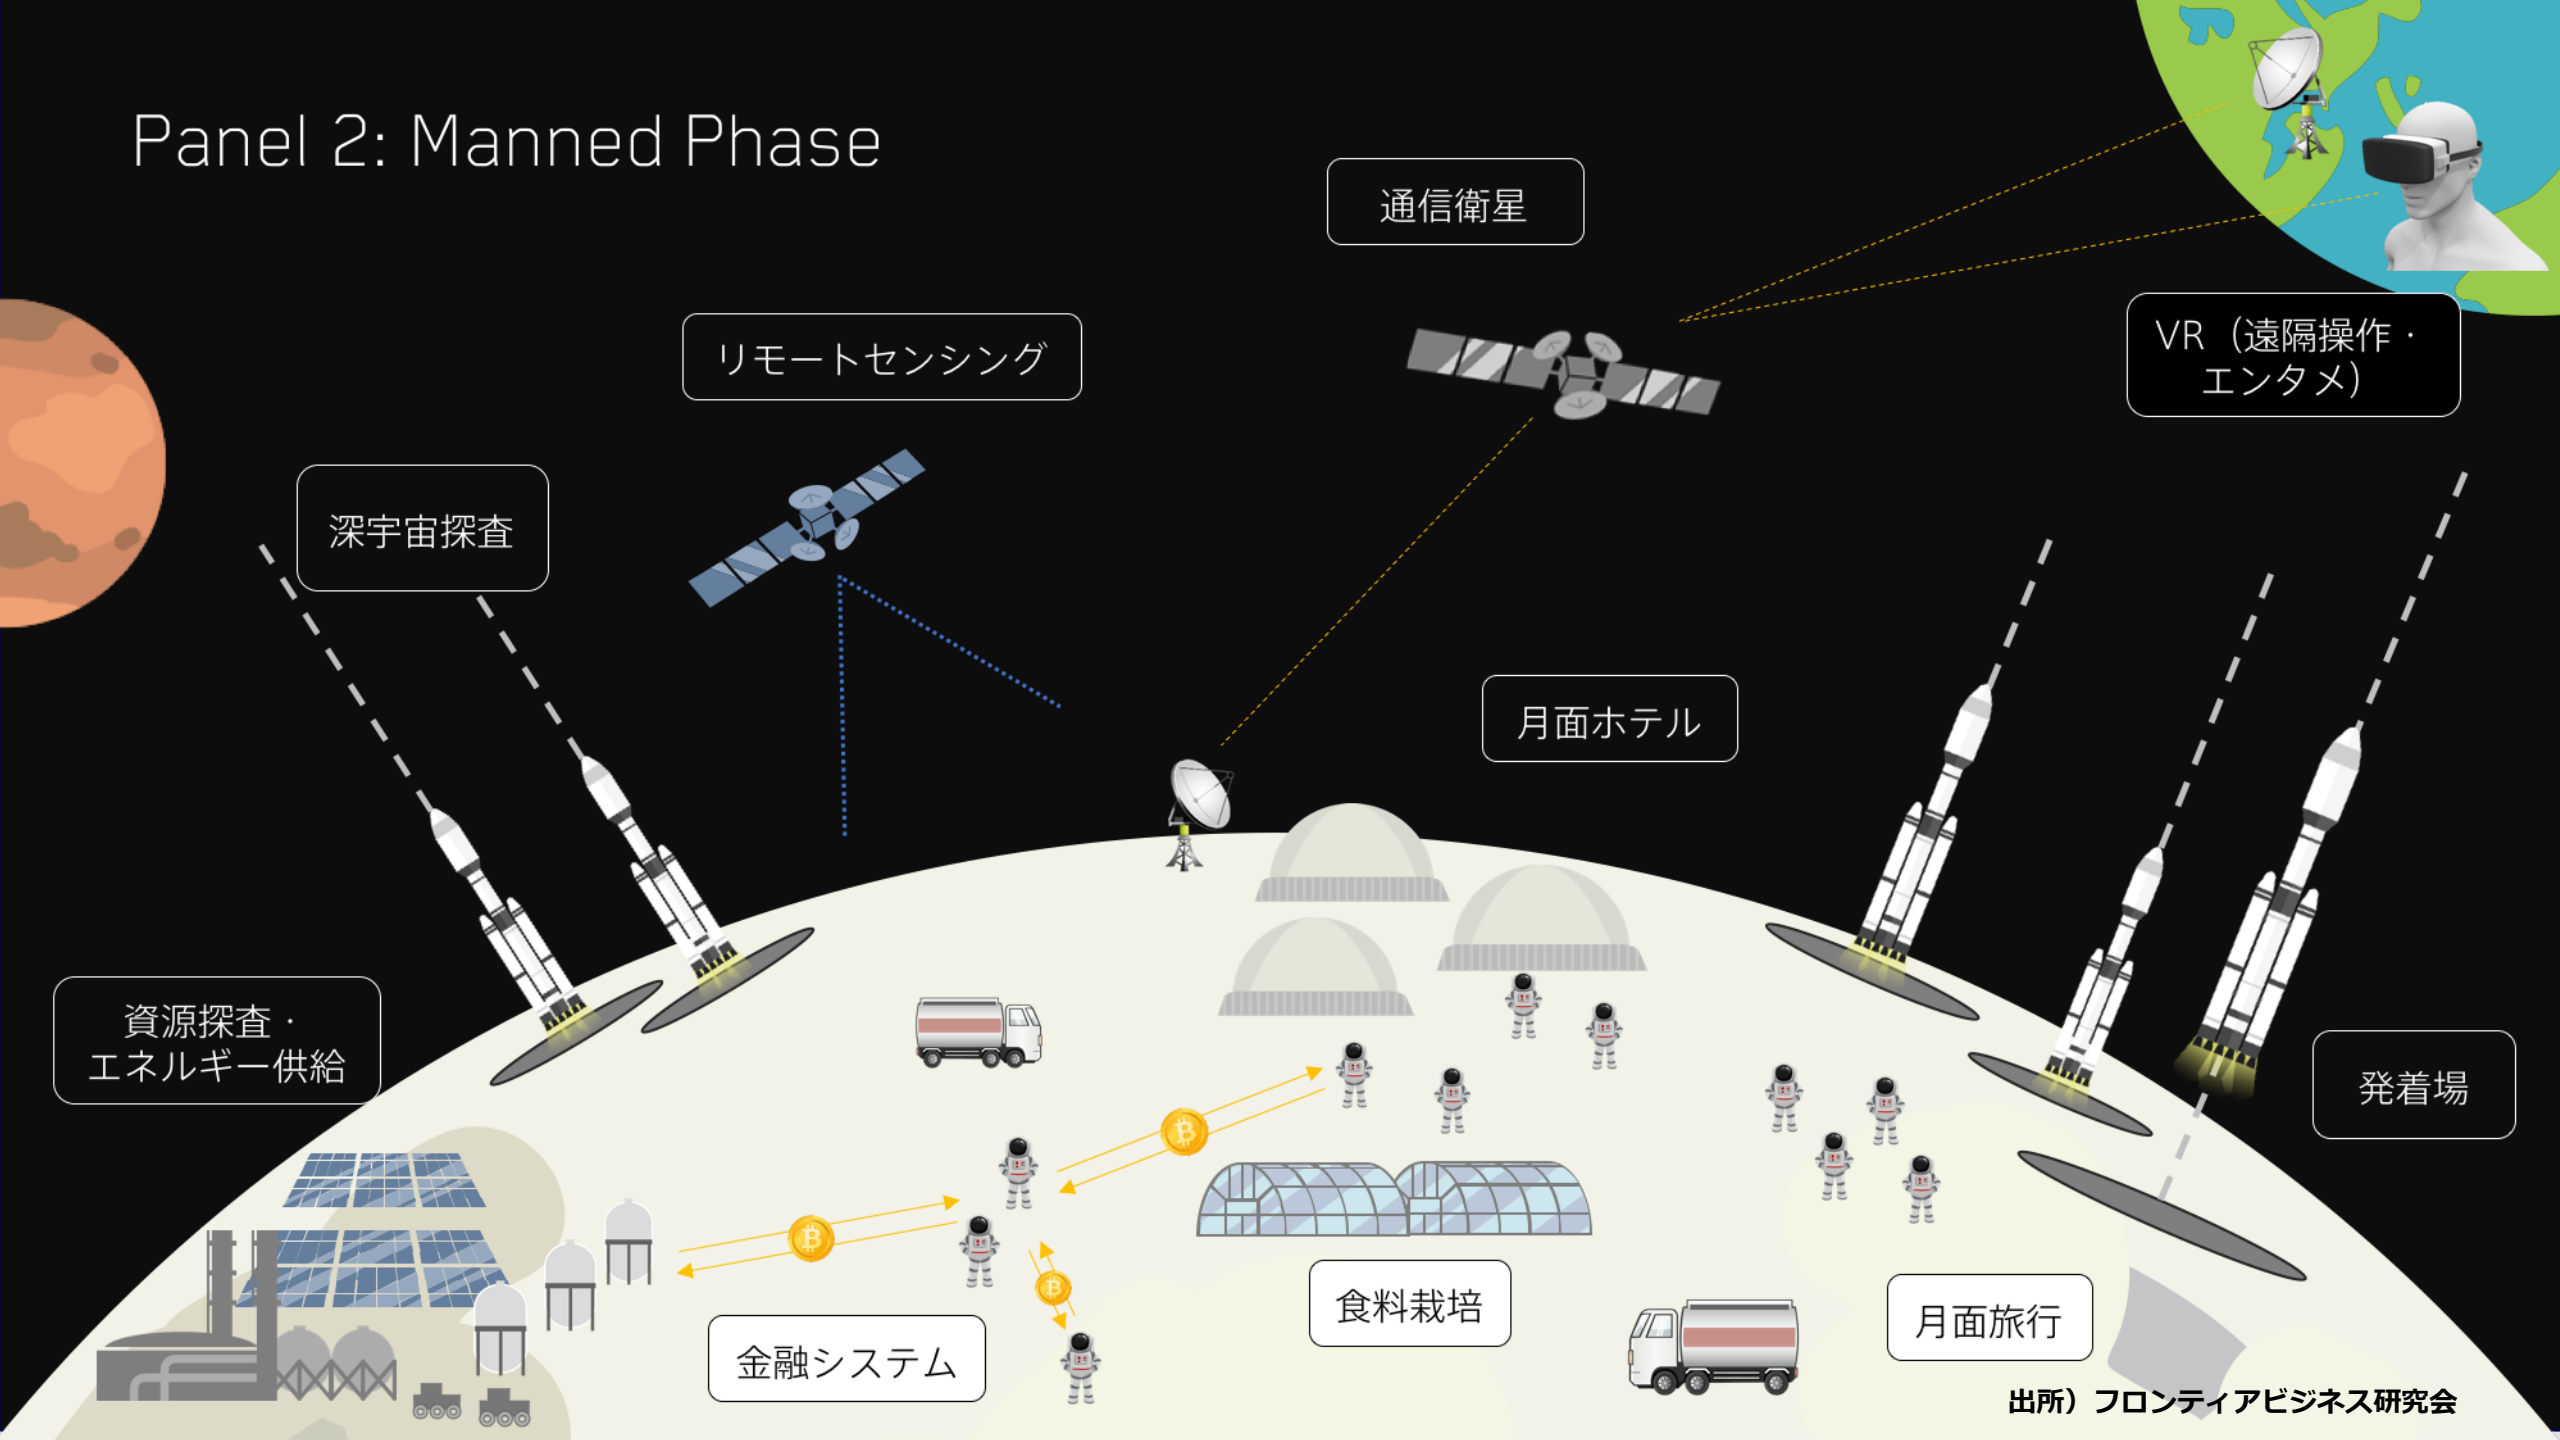 Panel 2: Manned Phase
通信衛星
リモートセンシング
VR（遠隔操作・
エンタメ）
深宇宙探査
月面ホテル
資源探査・
エネルギー供給
発着場
食料栽培
月面旅行
金融システム
出所）フロンティアビジネス研究会